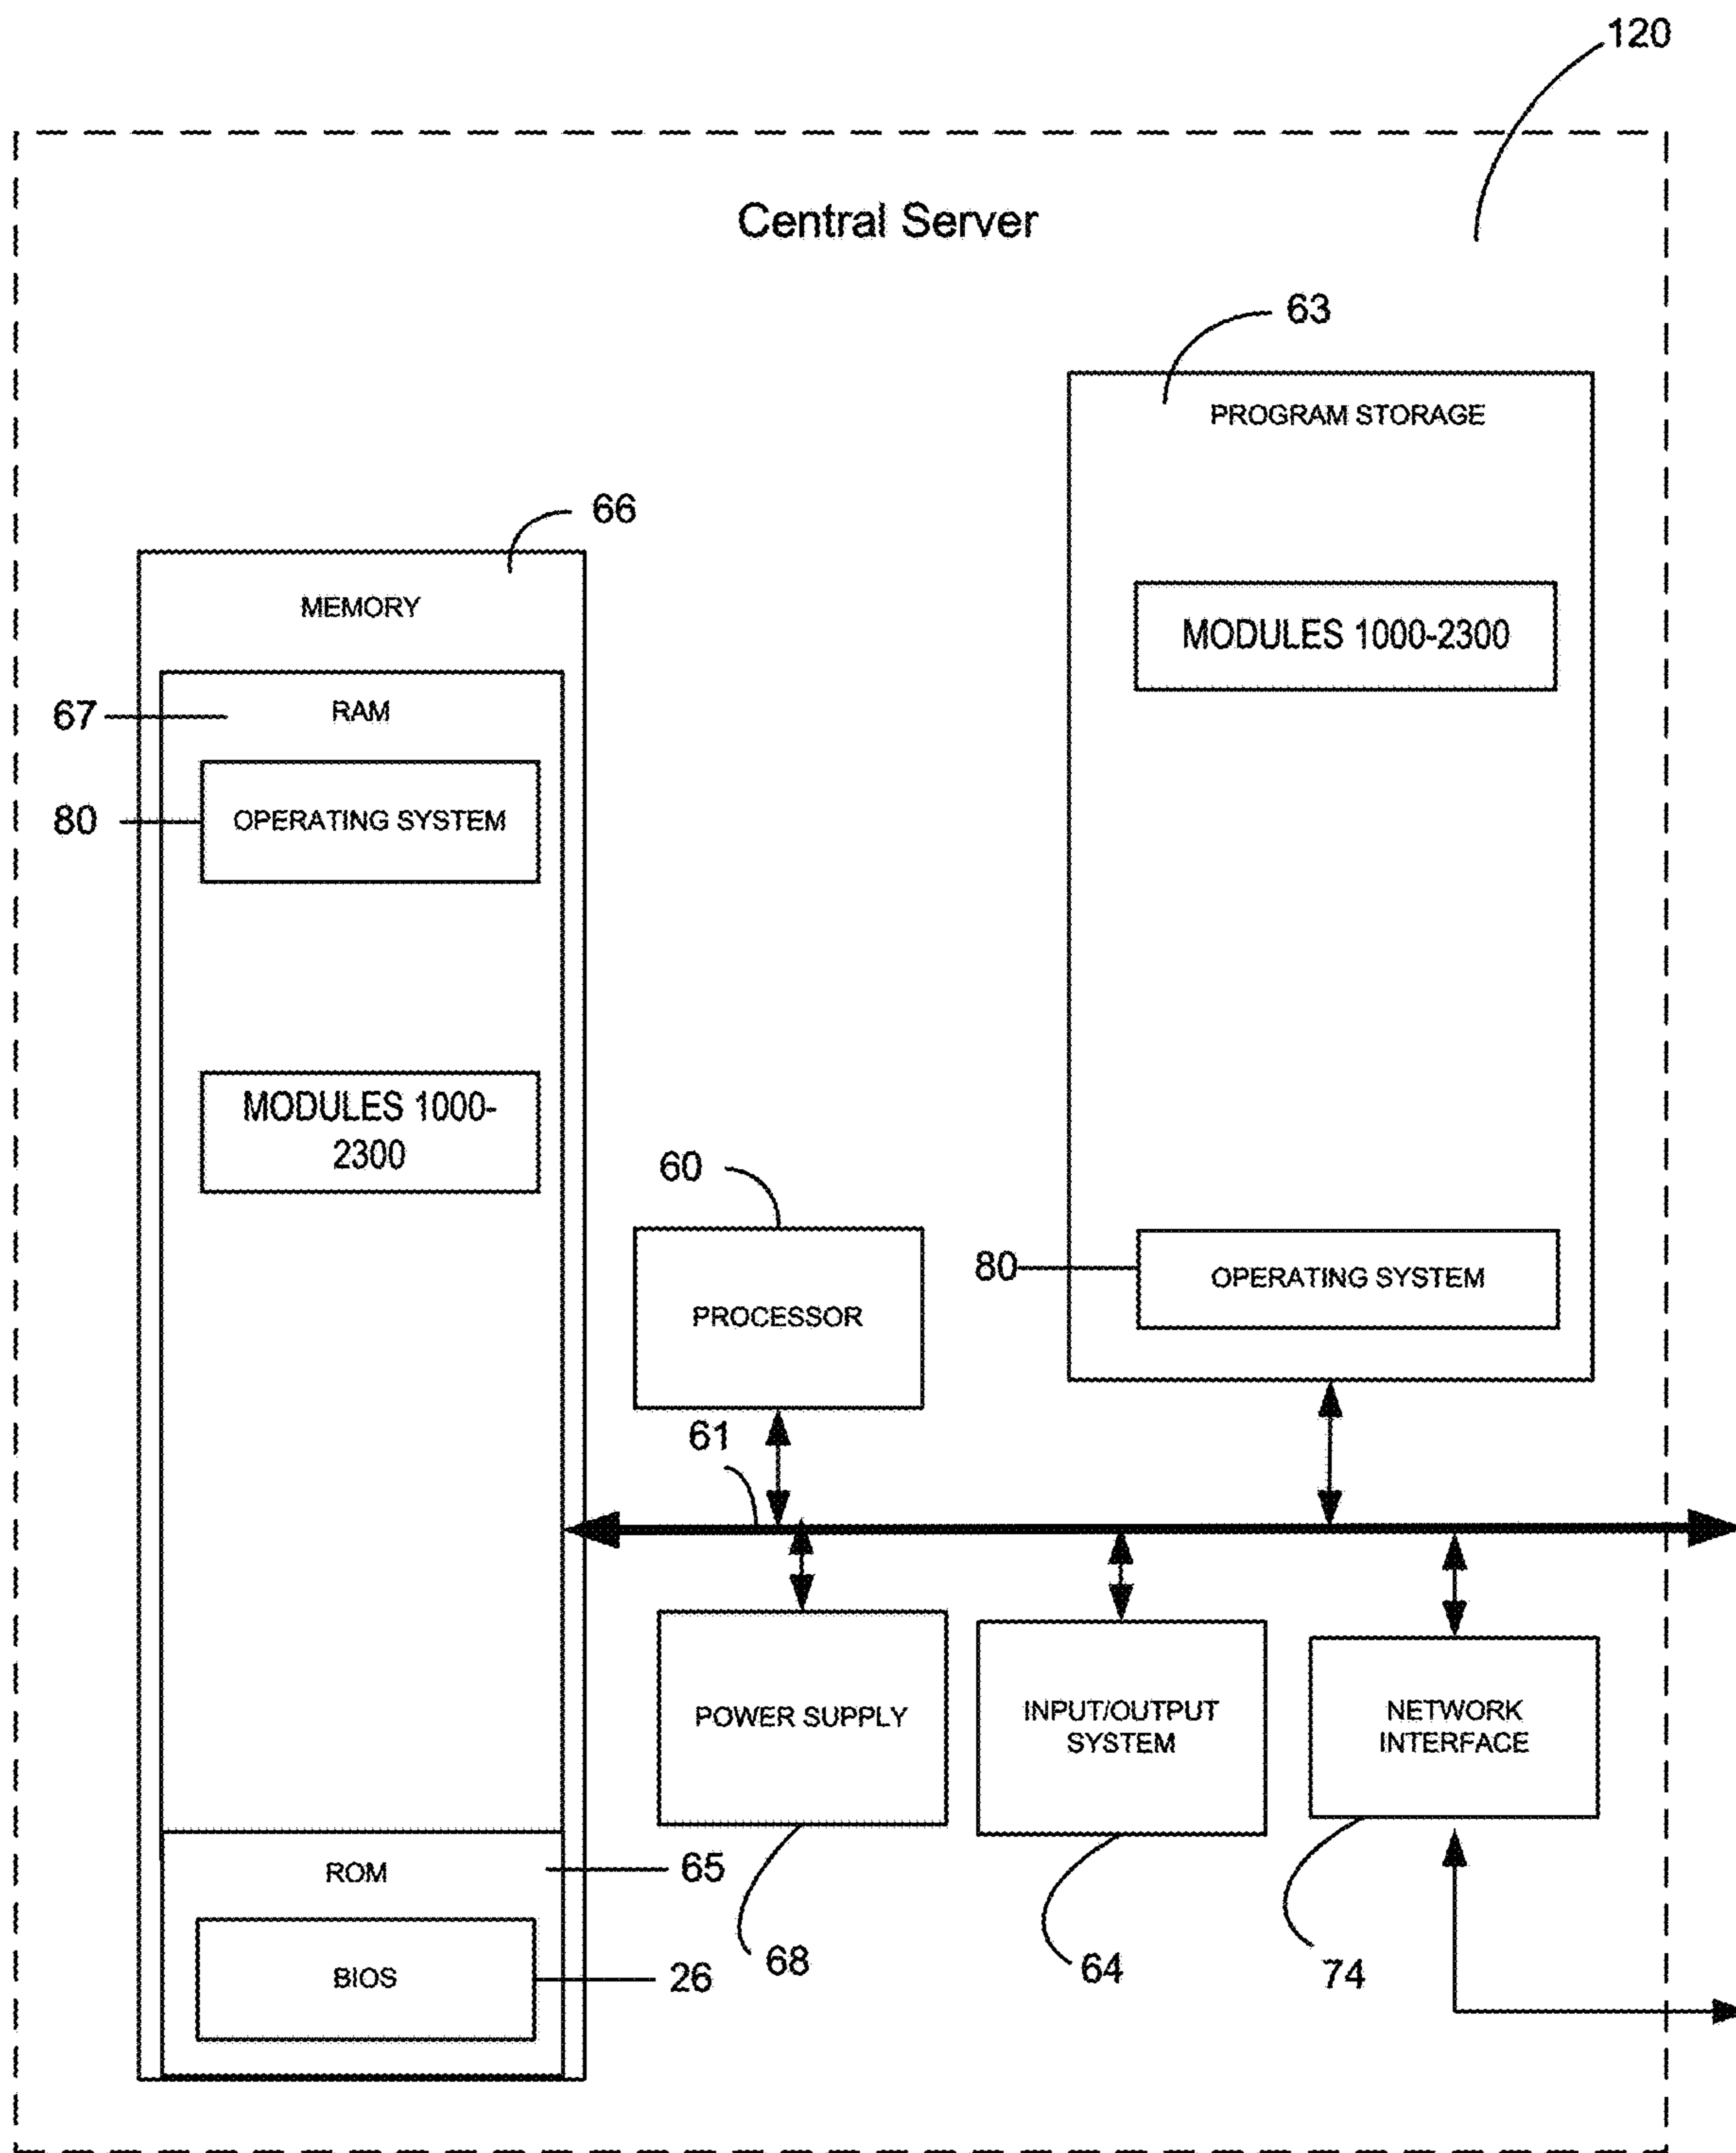 120
Central Server
63
PROGRAM STORAGE
66
MEMORY
MODULES 1000-2300
67
RAM
80
OPERATING SYSTEM
MODULES 1000-
2300
60
PROCESSOR
80
OPERATING SYSTEM
61
POWER SUPPLY
INPUT/OUTPUT
SYSTEM
NETWORK
INTERFACE
ROM
65
68
64
74
BIOS
26